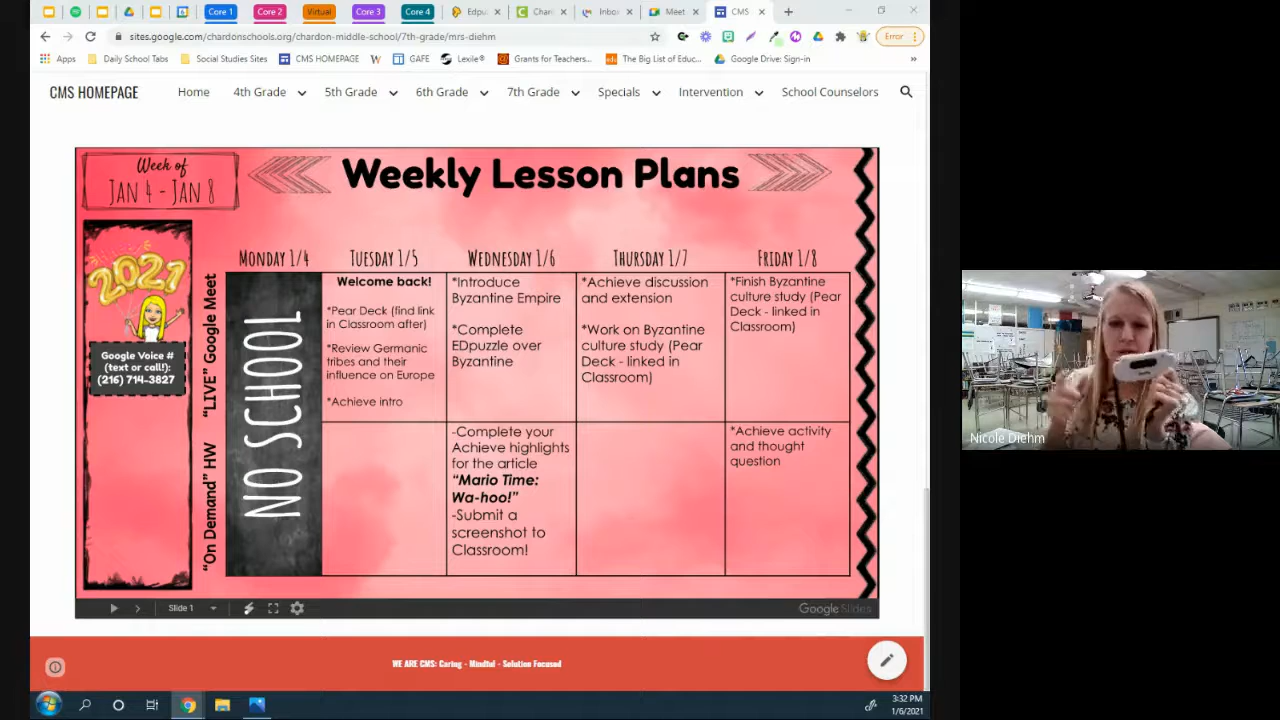 Core 1
Core 2
Virtual
Core 3
Core 4
Edpu
Char
Inbox
Meet
CMS
sites.google.com/chardonschools.org/chardon-middle-school/7th-grade/mrs-diehm
Error
Apps
Daily School Tabs
Social Studies Sites
CMS HOMEPAGE
W
GAFE
Lexile®
Grants for Teachers...
The Big List of Educ...
Google Drive: Sign-in
»
CMS HOMEPAGE
Home
4th Grade
5th Grade
6th Grade
7th Grade
Specials
Intervention
School Counselors
Week of
JAN 4 - JAN 8
Weekly Lesson Plans
2021
Google Voice #
(text or call!):
(216) 714-3827
"LIVE" Google Meet
"On Demand" HW
MONDAY 1/4
TUESDAY 1/5
WEDNESDAY 1/6
THURSDAY 1/7
FRIDAY 1/8
NO SCHOOL
Welcome back!
*Pear Deck (find link
in Classroom after)
*Review Germanic
tribes and their
influence on Europe
*Achieve intro
*Introduce
Byzantine Empire
*Complete
EDpuzzle over
Byzantine
*Achieve discussion
and extension
*Work on Byzantine
culture study (Pear
Deck - linked in
Classroom)
*Finish Byzantine
culture study (Pear
Deck - linked in
Classroom)
-Complete your
Achieve highlights
for the article
"Mario Time:
Wa-hoo!"
-Submit a
screenshot to
Classroom!
*Achieve activity
and thought
question
Slide 1
Google Slides
WE ARE CMS: Caring - Mindful - Solution Focused
3:32 PM
1/6/2021
Nicole Diehm